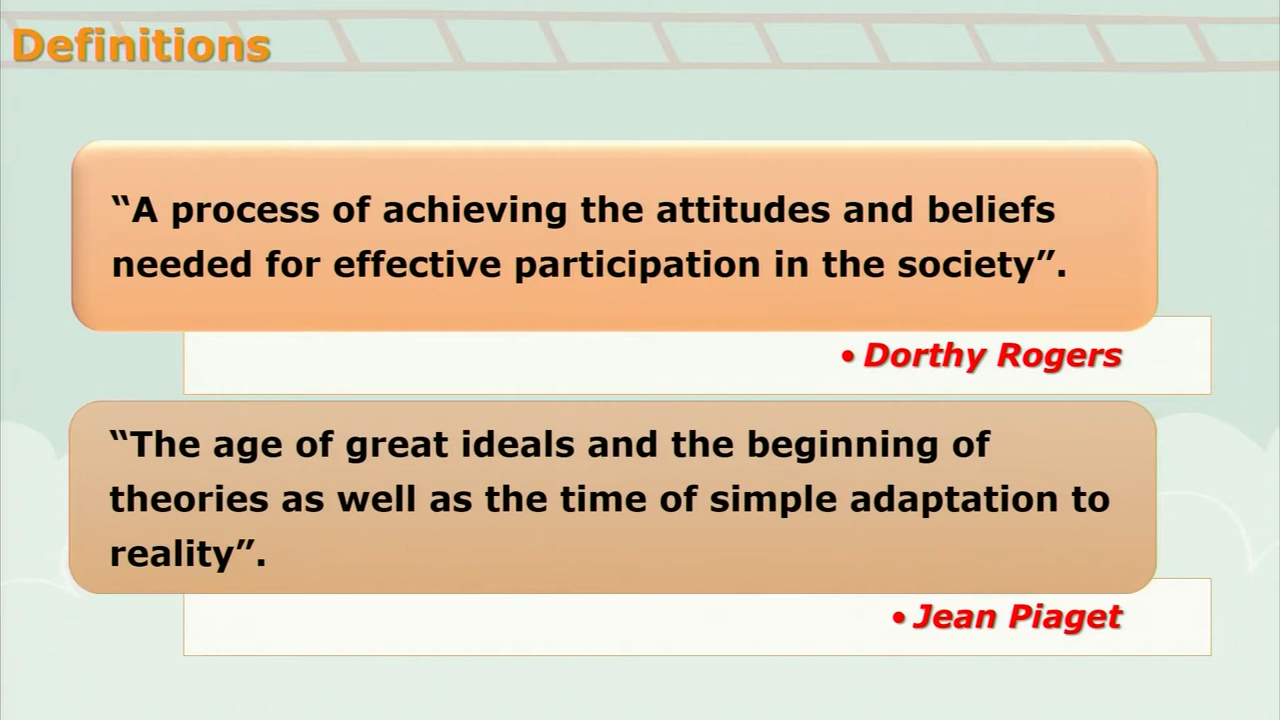 Definitions
“A process of achieving the attitudes and beliefs
needed for effective participation in the society”.
• Dorthy Rogers
“The age of great ideals and the beginning of
theories as well as the time of simple adaptation to
reality”.
• Jean Piaget